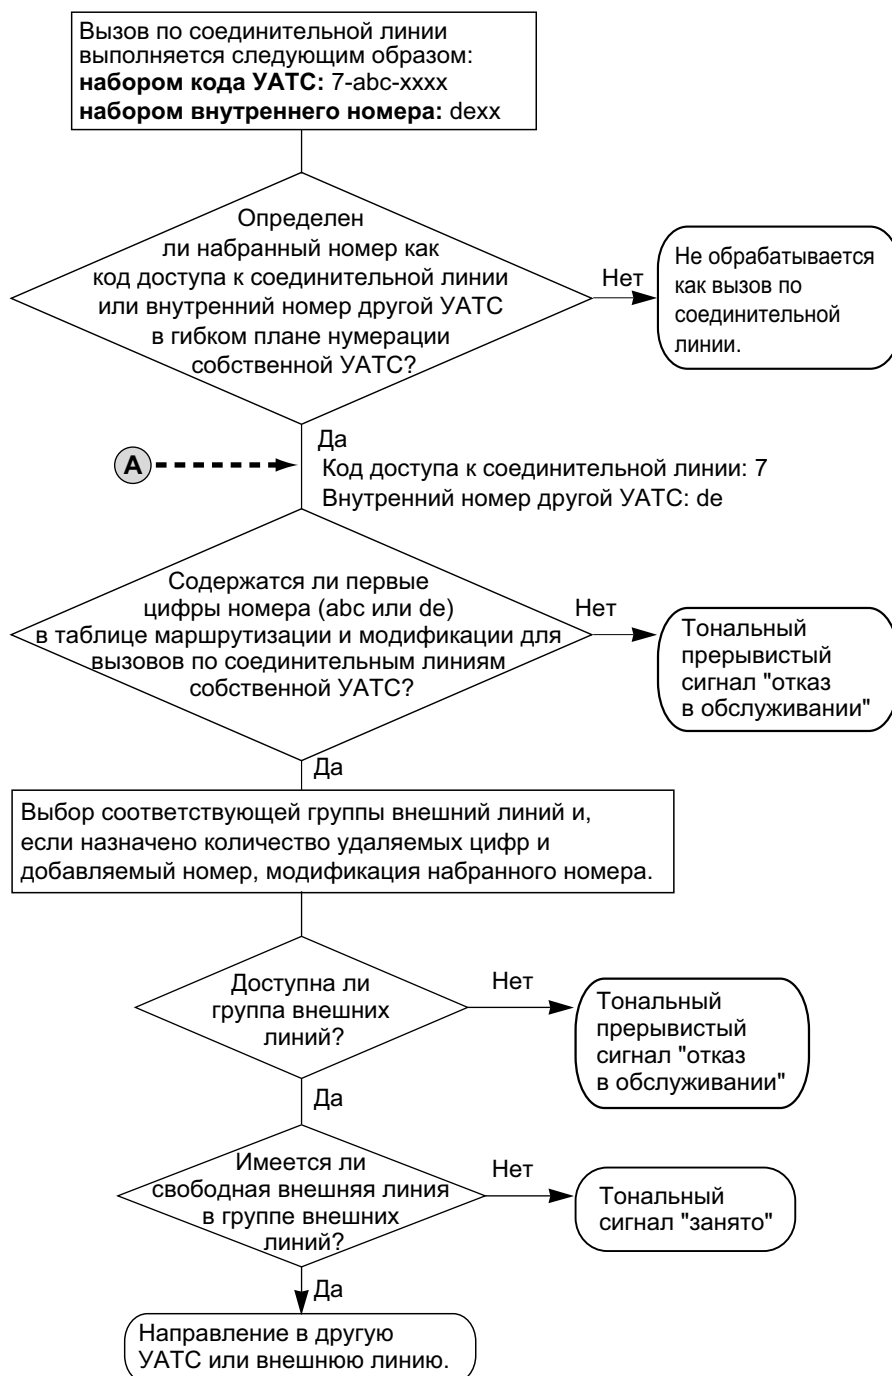 Вызов по соединительной линии
выполняется следующим образом:
набором кода УАТС: 7-abc-xxxx
набором внутреннего номера: dexx
Определен
ли набранный номер как
код доступа к соединительной линии
или внутренний номер другой УАТС
в гибком плане нумерации
собственной УАТС?
Нет
Не обрабатывается
как вызов по
соединительной
линии.
Да
A
Код доступа к соединительной линии: 7
Внутренний номер другой УАТС: de
Содержатся ли первые
цифры номера (abc или de)
в таблице маршрутизации и модификации для
вызовов по соединительным линиям
собственной УАТС?
Нет
Тональный
прерывистый
сигнал "отказ
в обслуживании"
Да
Выбор соответствующей группы внешний линий и,
если назначено количество удаляемых цифр и
добавляемый номер, модификация набранного номера.
Доступна ли
группа внешних
линий?
Нет
Тональный
прерывистый
сигнал "отказ
в обслуживании"
Да
Имеется ли
свободная внешняя линия
в группе внешних
линий?
Нет
Тональный
сигнал "занято"
Да
Направление в другую
УАТС или внешнюю линию.